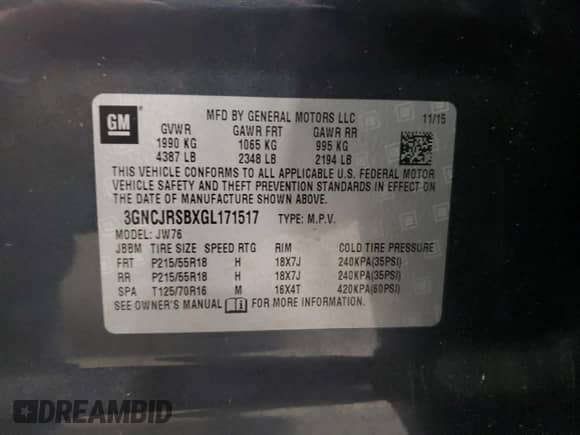 GM
MFD BY GENERAL MOTORS LLC 11/15
GVWR GAWR FRT GAWR RR
1990 KG 1065 KG 995 KG
4387 LB 2348 LB 2194 LB
THIS VEHICLE CONFORMS TO ALL APPLICABLE U.S. FEDERAL MOTOR
VEHICLE SAFETY AND THEFT PREVENTION STANDARDS IN EFFECT ON
THE DATE OF MANUFACTURE SHOWN ABOVE.
3GNCJRSBXGL171517 TYPE: M.P.V.
MODEL: JW76
JBBM TIRE SIZE SPEED RTG RIM COLD TIRE PRESSURE
FRT P215/55R18 H 18X7J 240KPA(35PSI)
RR P215/55R18 H 18X7J 240KPA(35PSI)
SPA T125/70R16 M 16X4T 420KPA(60PSI)
SEE OWNER'S MANUAL FOR MORE INFORMATION.
DREAMBID